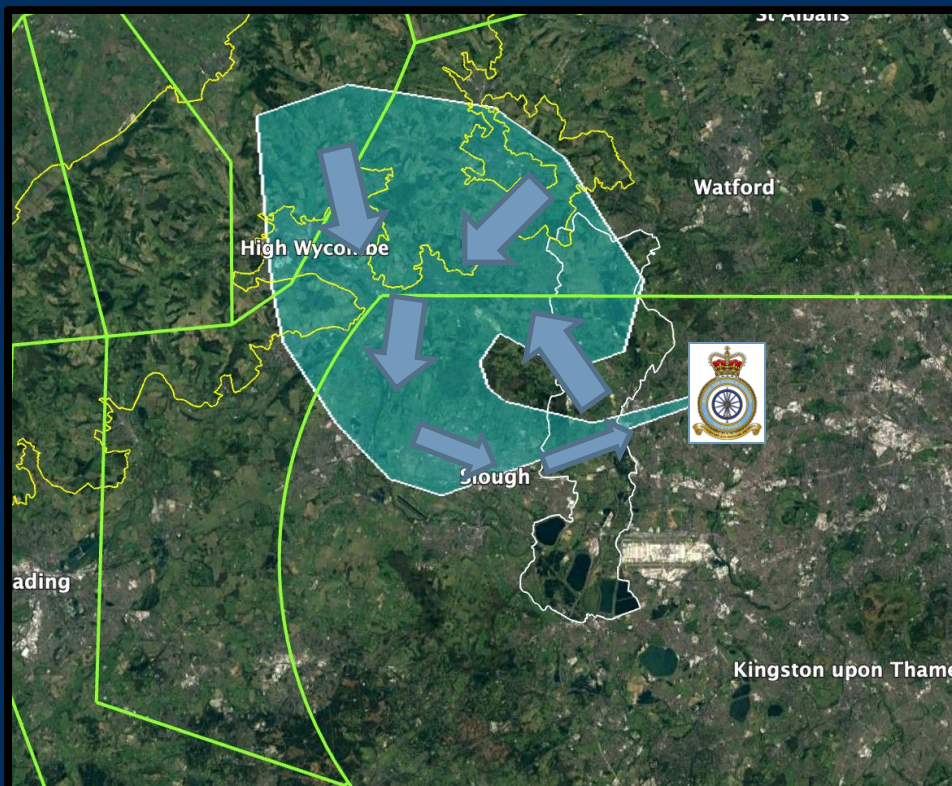 St Albans
Watford
High Wycombe
Slough
ading
Kingston upon Thame